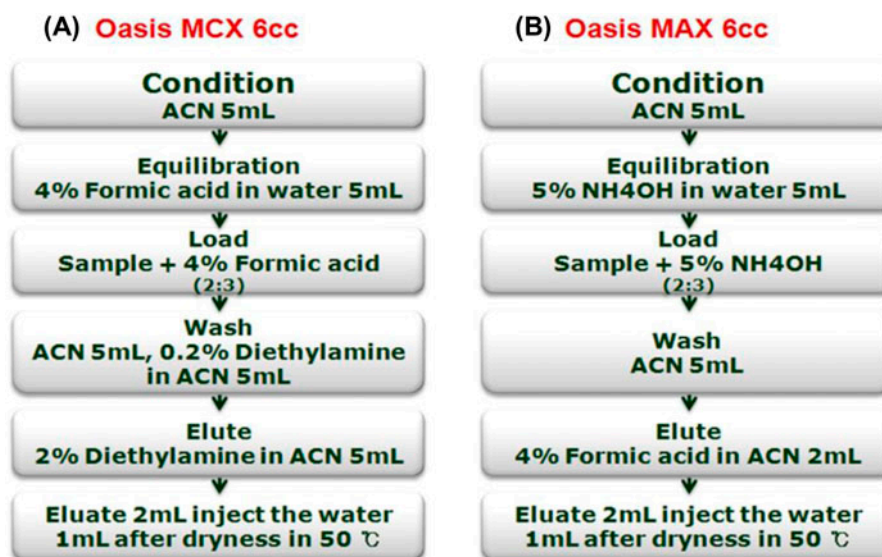 (A) Oasis MCX 6cc
Condition
ACN 5mL
Equilibration
4% Formic acid in water 5mL
Load
Sample + 4% Formic acid
(2:3)
Wash
ACN 5mL, 0.2% Diethylamine
in ACN 5mL
Elute
2% Diethylamine in ACN 5mL
Eluate 2mL inject the water
1mL after dryness in 50 ℃
(B) Oasis MAX 6cc
Condition
ACN 5mL
Equilibration
5% NH4OH in water 5mL
Load
Sample + 5% NH4OH
(2:3)
Wash
ACN 5mL
Elute
4% Formic acid in ACN 2mL
Eluate 2mL inject the water
1mL after dryness in 50 ℃